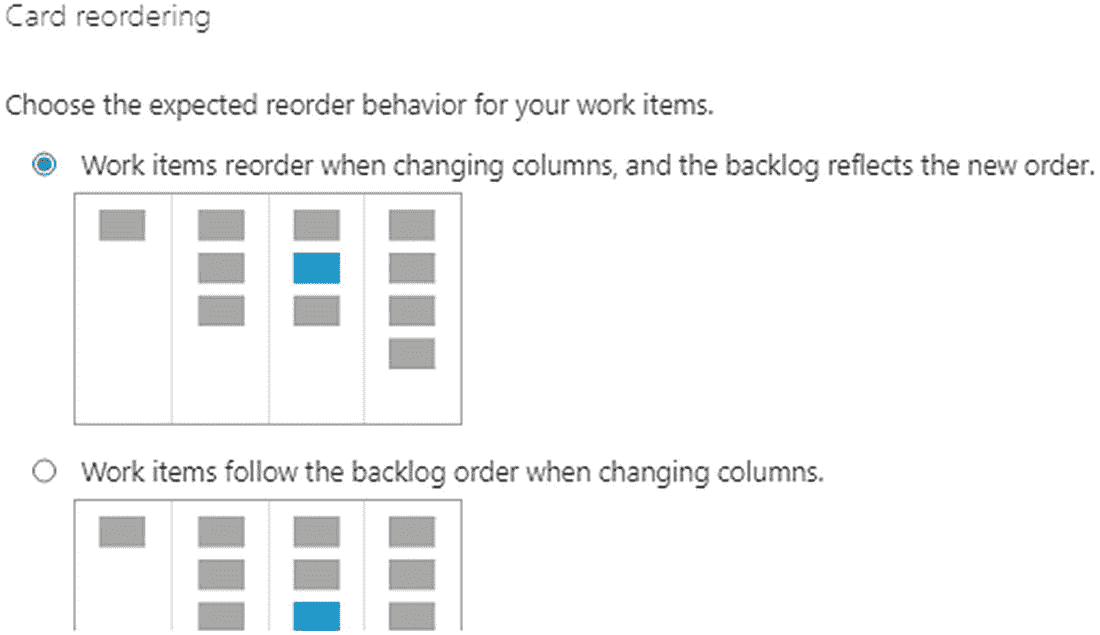 Card reordering
Choose the expected reorder behavior for your work items.
Work items reorder when changing columns, and the backlog reflects the new order.
Work items follow the backlog order when changing columns.